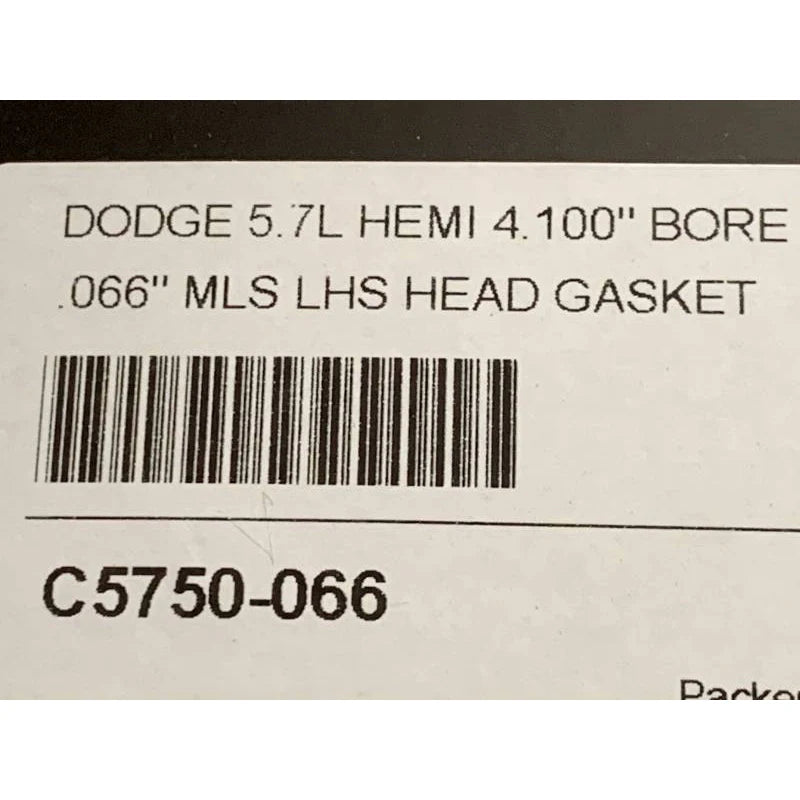 DODGE 5.7L HEMI 4.100" BORE
.066" MLS LHS HEAD GASKET
C5750-066